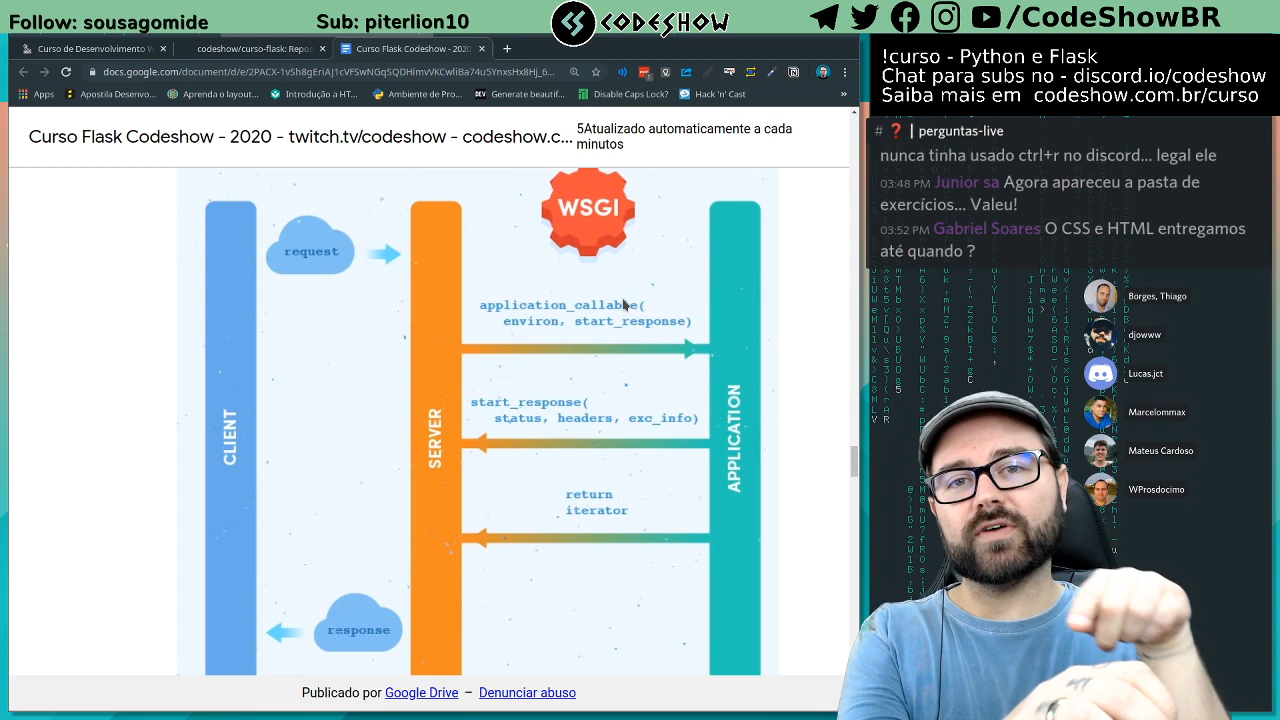 Follow: sousagomide
Sub: piterlion10
CODESHOW
/CodeShowBR
Curso de Desenvolvimento W
codeshow/curso-flask: Repos
Curso Flask Codeshow - 2020
docs.google.com/document/d/e/2PACX-1vSh8gEriAJ1cVFSwNGqSQDHimvVKCwliBa74u5YnxsHx8Hj_6...
Apps
Apostila Desenvo...
Aprenda o layout...
Introdução a HT...
Ambiente de Pro...
DEV
Generate beautif...
Disable Caps Lock?
Hack 'n' Cast
»
Curso Flask Codeshow - 2020 - twitch.tv/codeshow - codeshow.c...
5Atualizado automaticamente a cada
minutos
WSGI
request
application_callable(
environ, start_response)
start_response(
status, headers, exc_info)
return
iterator
response
CLIENT
SERVER
APPLICATION
Publicado por Google Drive – Denunciar abuso
!curso - Python e Flask
Chat para subs no - discord.io/codeshow
Saiba mais em codeshow.com.br/curso
# ❓ | perguntas-live
nunca tinha usado ctrl+r no discord... legal ele
03:48 PM Junior sa Agora apareceu a pasta de
exercícios... Valeu!
03:52 PM Gabriel Soares O CSS e HTML entregamos
até quando ?
Borges, Thiago
djowww
Lucas.jct
Marcelommax
Mateus Cardoso
WProsdocimo